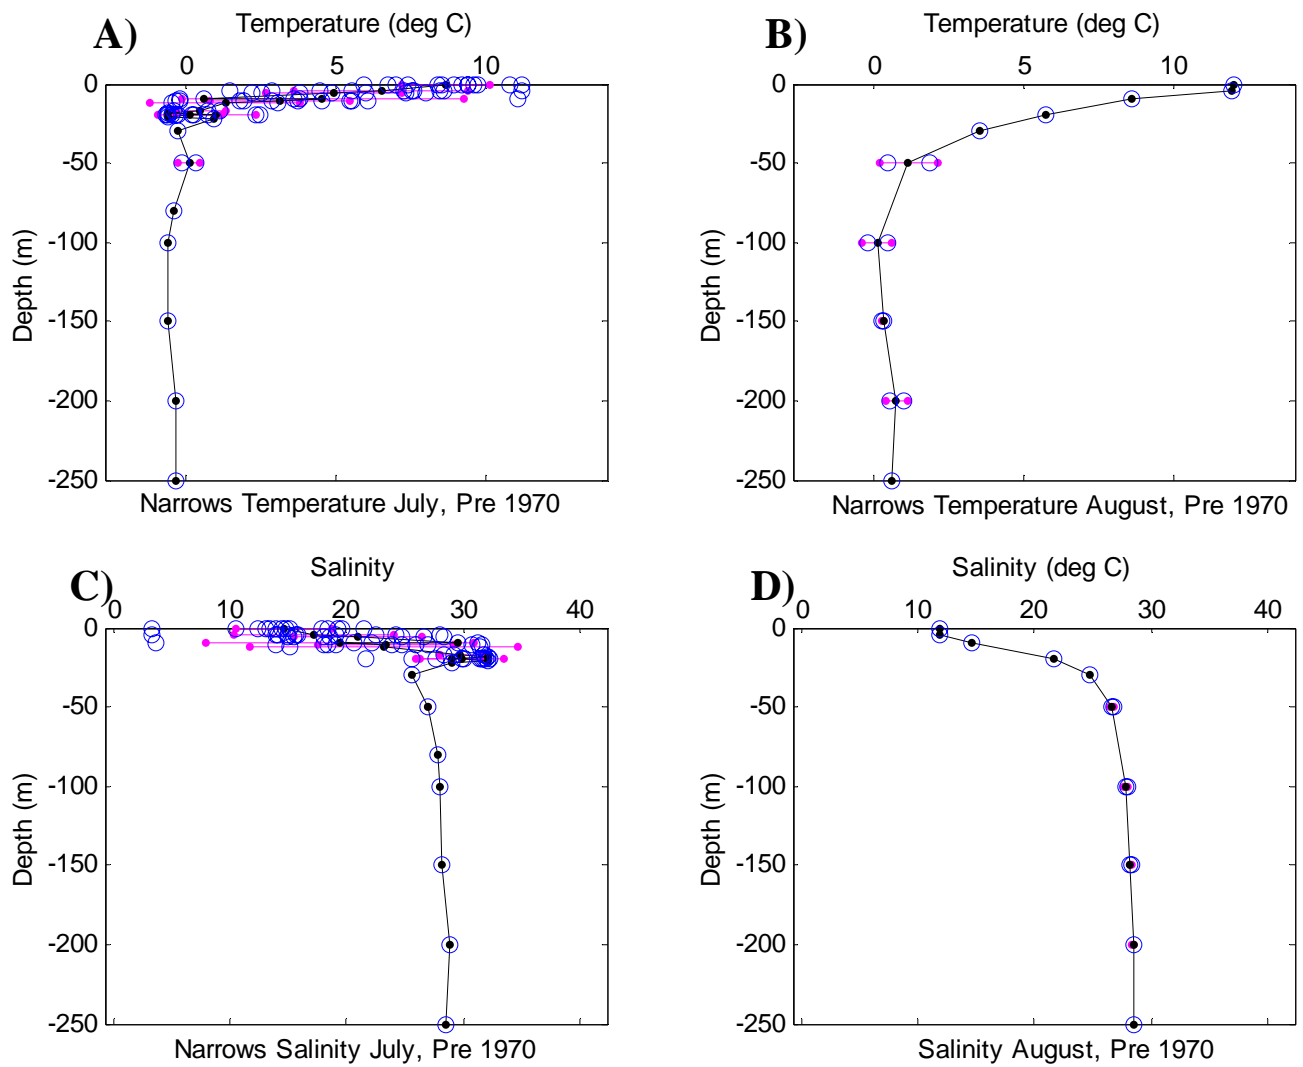 A)
Temperature (deg C)
0 5 10
0
-50
-100
-150
-200
-250
Depth (m)
Narrows Temperature July, Pre 1970
B)
Temperature (deg C)
0 5 10
0
-50
-100
-150
-200
-250
Depth (m)
Narrows Temperature August, Pre 1970
C)
Salinity
0 10 20 30 40
0
-50
-100
-150
-200
-250
Depth (m)
Narrows Salinity July, Pre 1970
D)
Salinity (deg C)
0 10 20 30 40
0
-50
-100
-150
-200
-250
Depth (m)
Salinity August, Pre 1970